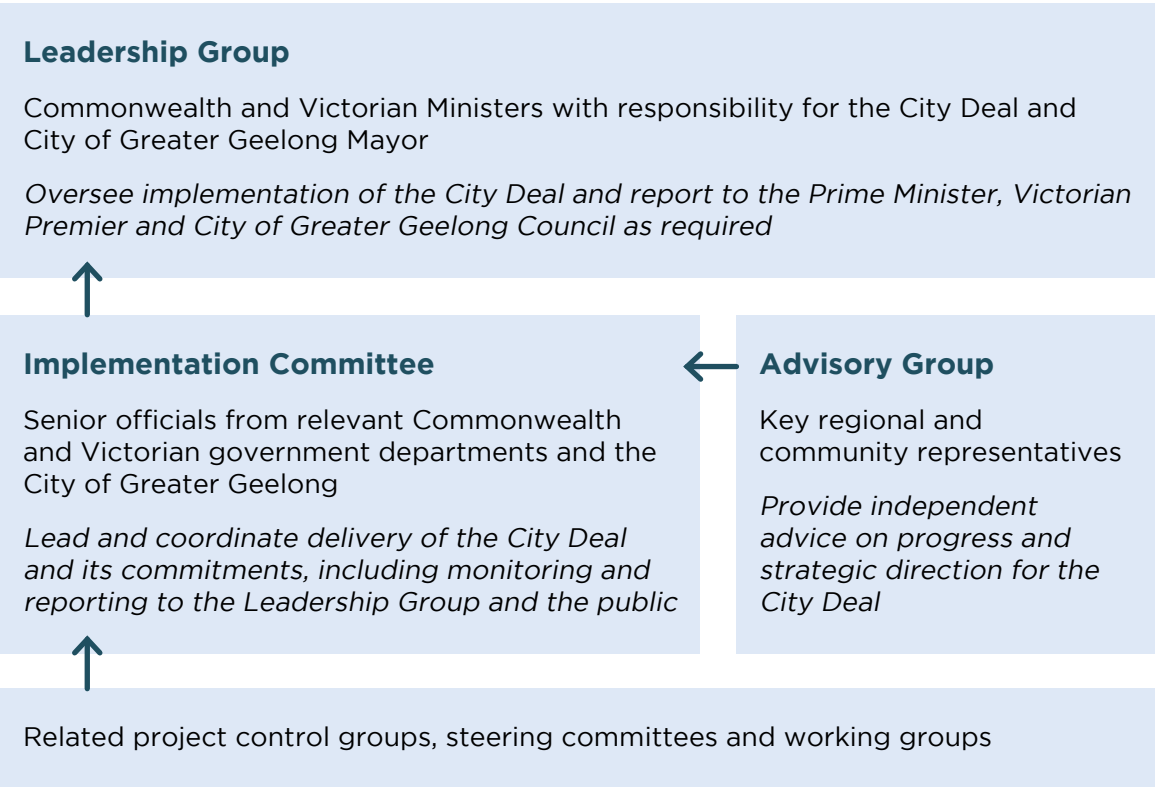 Leadership Group
Commonwealth and Victorian Ministers with responsibility for the City Deal and
City of Greater Geelong Mayor
Oversee implementation of the City Deal and report to the Prime Minister, Victorian
Premier and City of Greater Geelong Council as required
Implementation Committee
Senior officials from relevant Commonwealth
and Victorian government departments and the
City of Greater Geelong
Lead and coordinate delivery of the City Deal
and its commitments, including monitoring and
reporting to the Leadership Group and the public
Advisory Group
Key regional and
community representatives
Provide independent
advice on progress and
strategic direction for the
City Deal
Related project control groups, steering committees and working groups